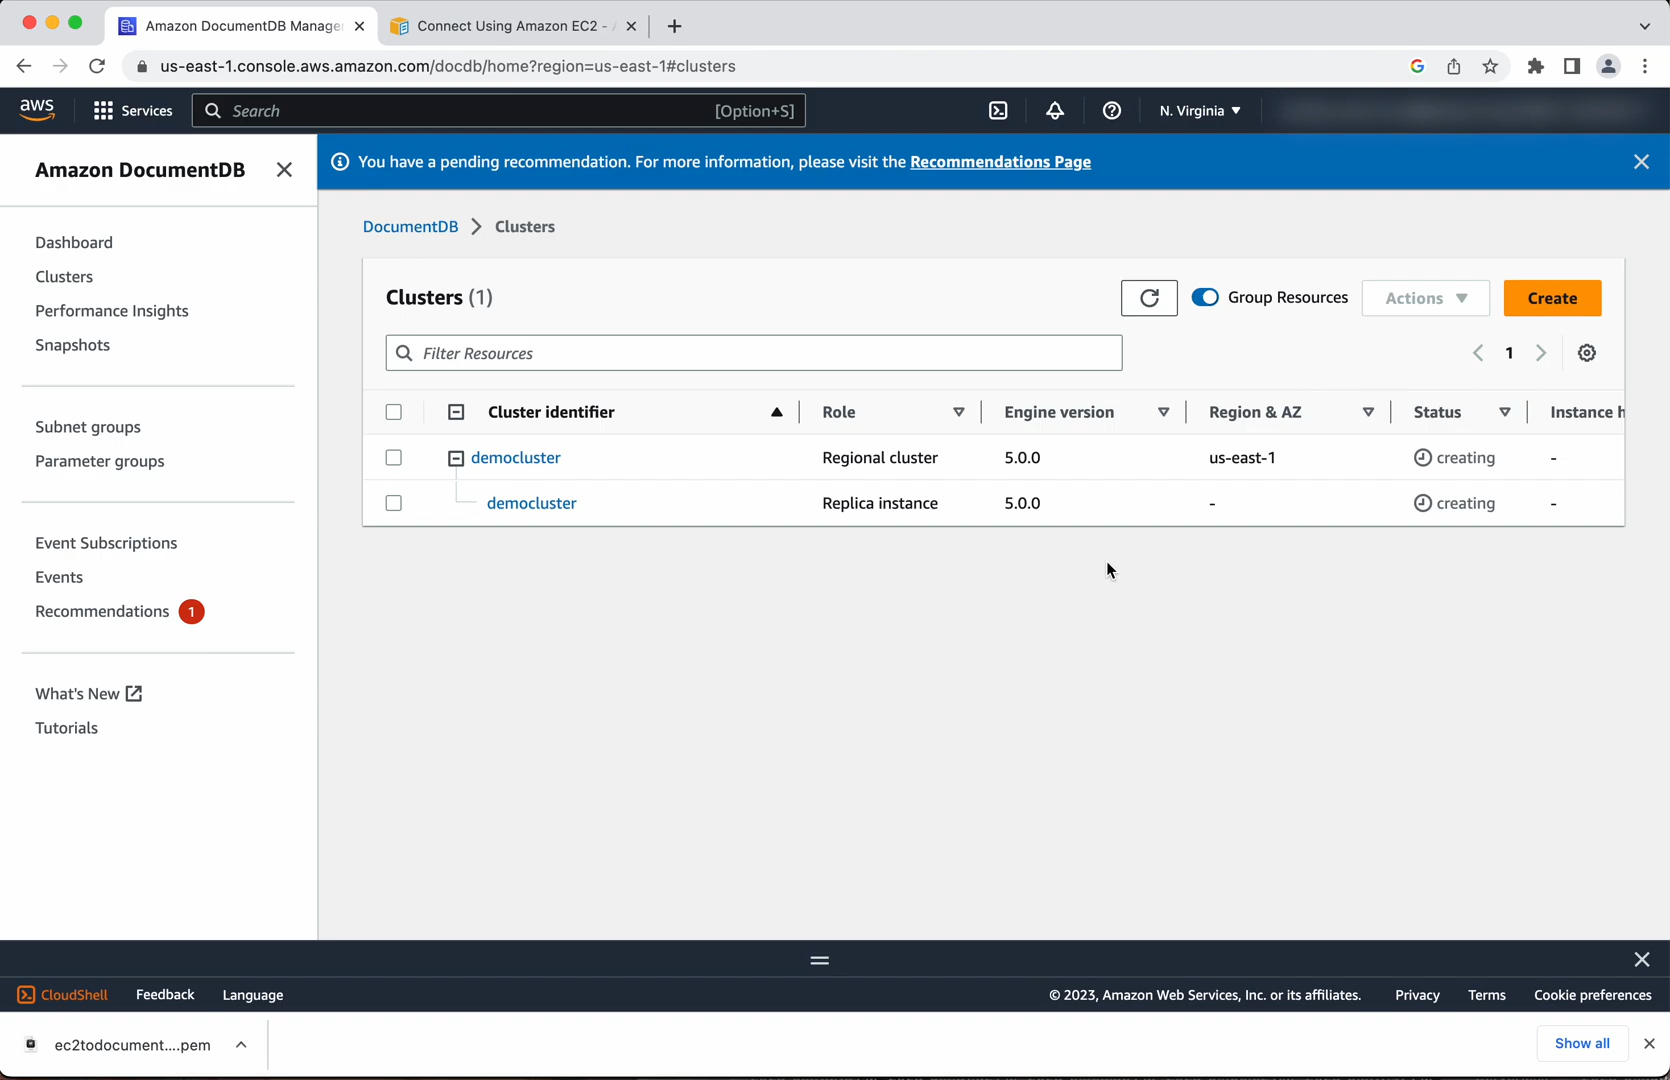 Amazon DocumentDB Manage
Connect Using Amazon EC2 -
us-east-1.console.aws.amazon.com/docdb/home?region=us-east-1#clusters
aws
Services
Search
[Option+S]
N. Virginia
Amazon DocumentDB
You have a pending recommendation. For more information, please visit the Recommendations Page
Dashboard
Clusters
Performance Insights
Snapshots
Subnet groups
Parameter groups
Event Subscriptions
Events
Recommendations 1
What's New
Tutorials
DocumentDB > Clusters
Clusters (1)
Group Resources
Actions
Create
Filter Resources
1
Cluster identifier Role Engine version Region & AZ Status Instance h
democluster Regional cluster 5.0.0 us-east-1 creating -
democluster Replica instance 5.0.0 - creating -
CloudShell Feedback Language
© 2023, Amazon Web Services, Inc. or its affiliates. Privacy Terms Cookie preferences
ec2todocument....pem
Show all